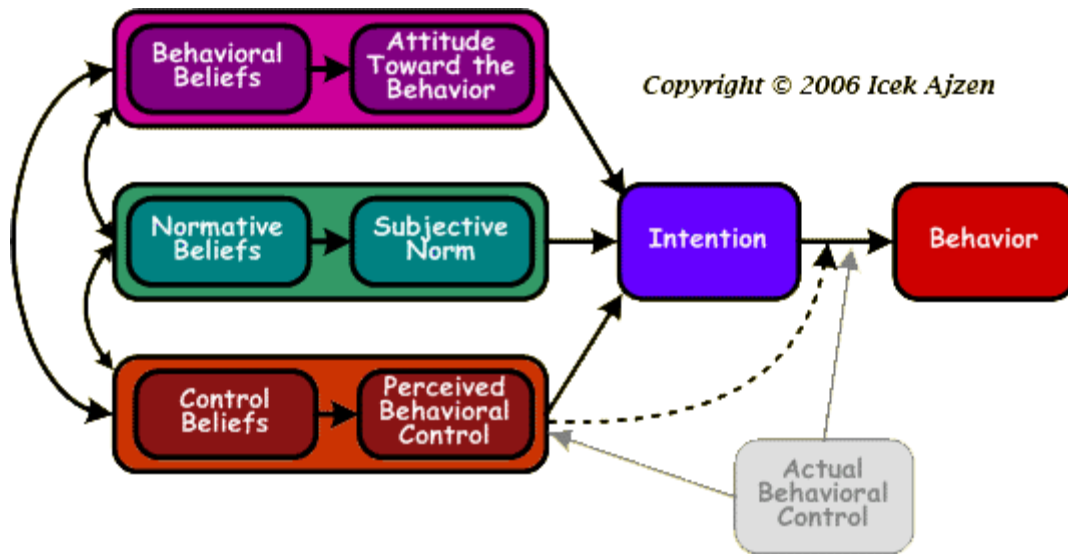 Behavioral
Beliefs
Attitude
Toward the
Behavior
Copyright © 2006 Icek Ajzen
Normative
Beliefs
Subjective
Norm
Intention
Behavior
Control
Beliefs
Perceived
Behavioral
Control
Actual
Behavioral
Control